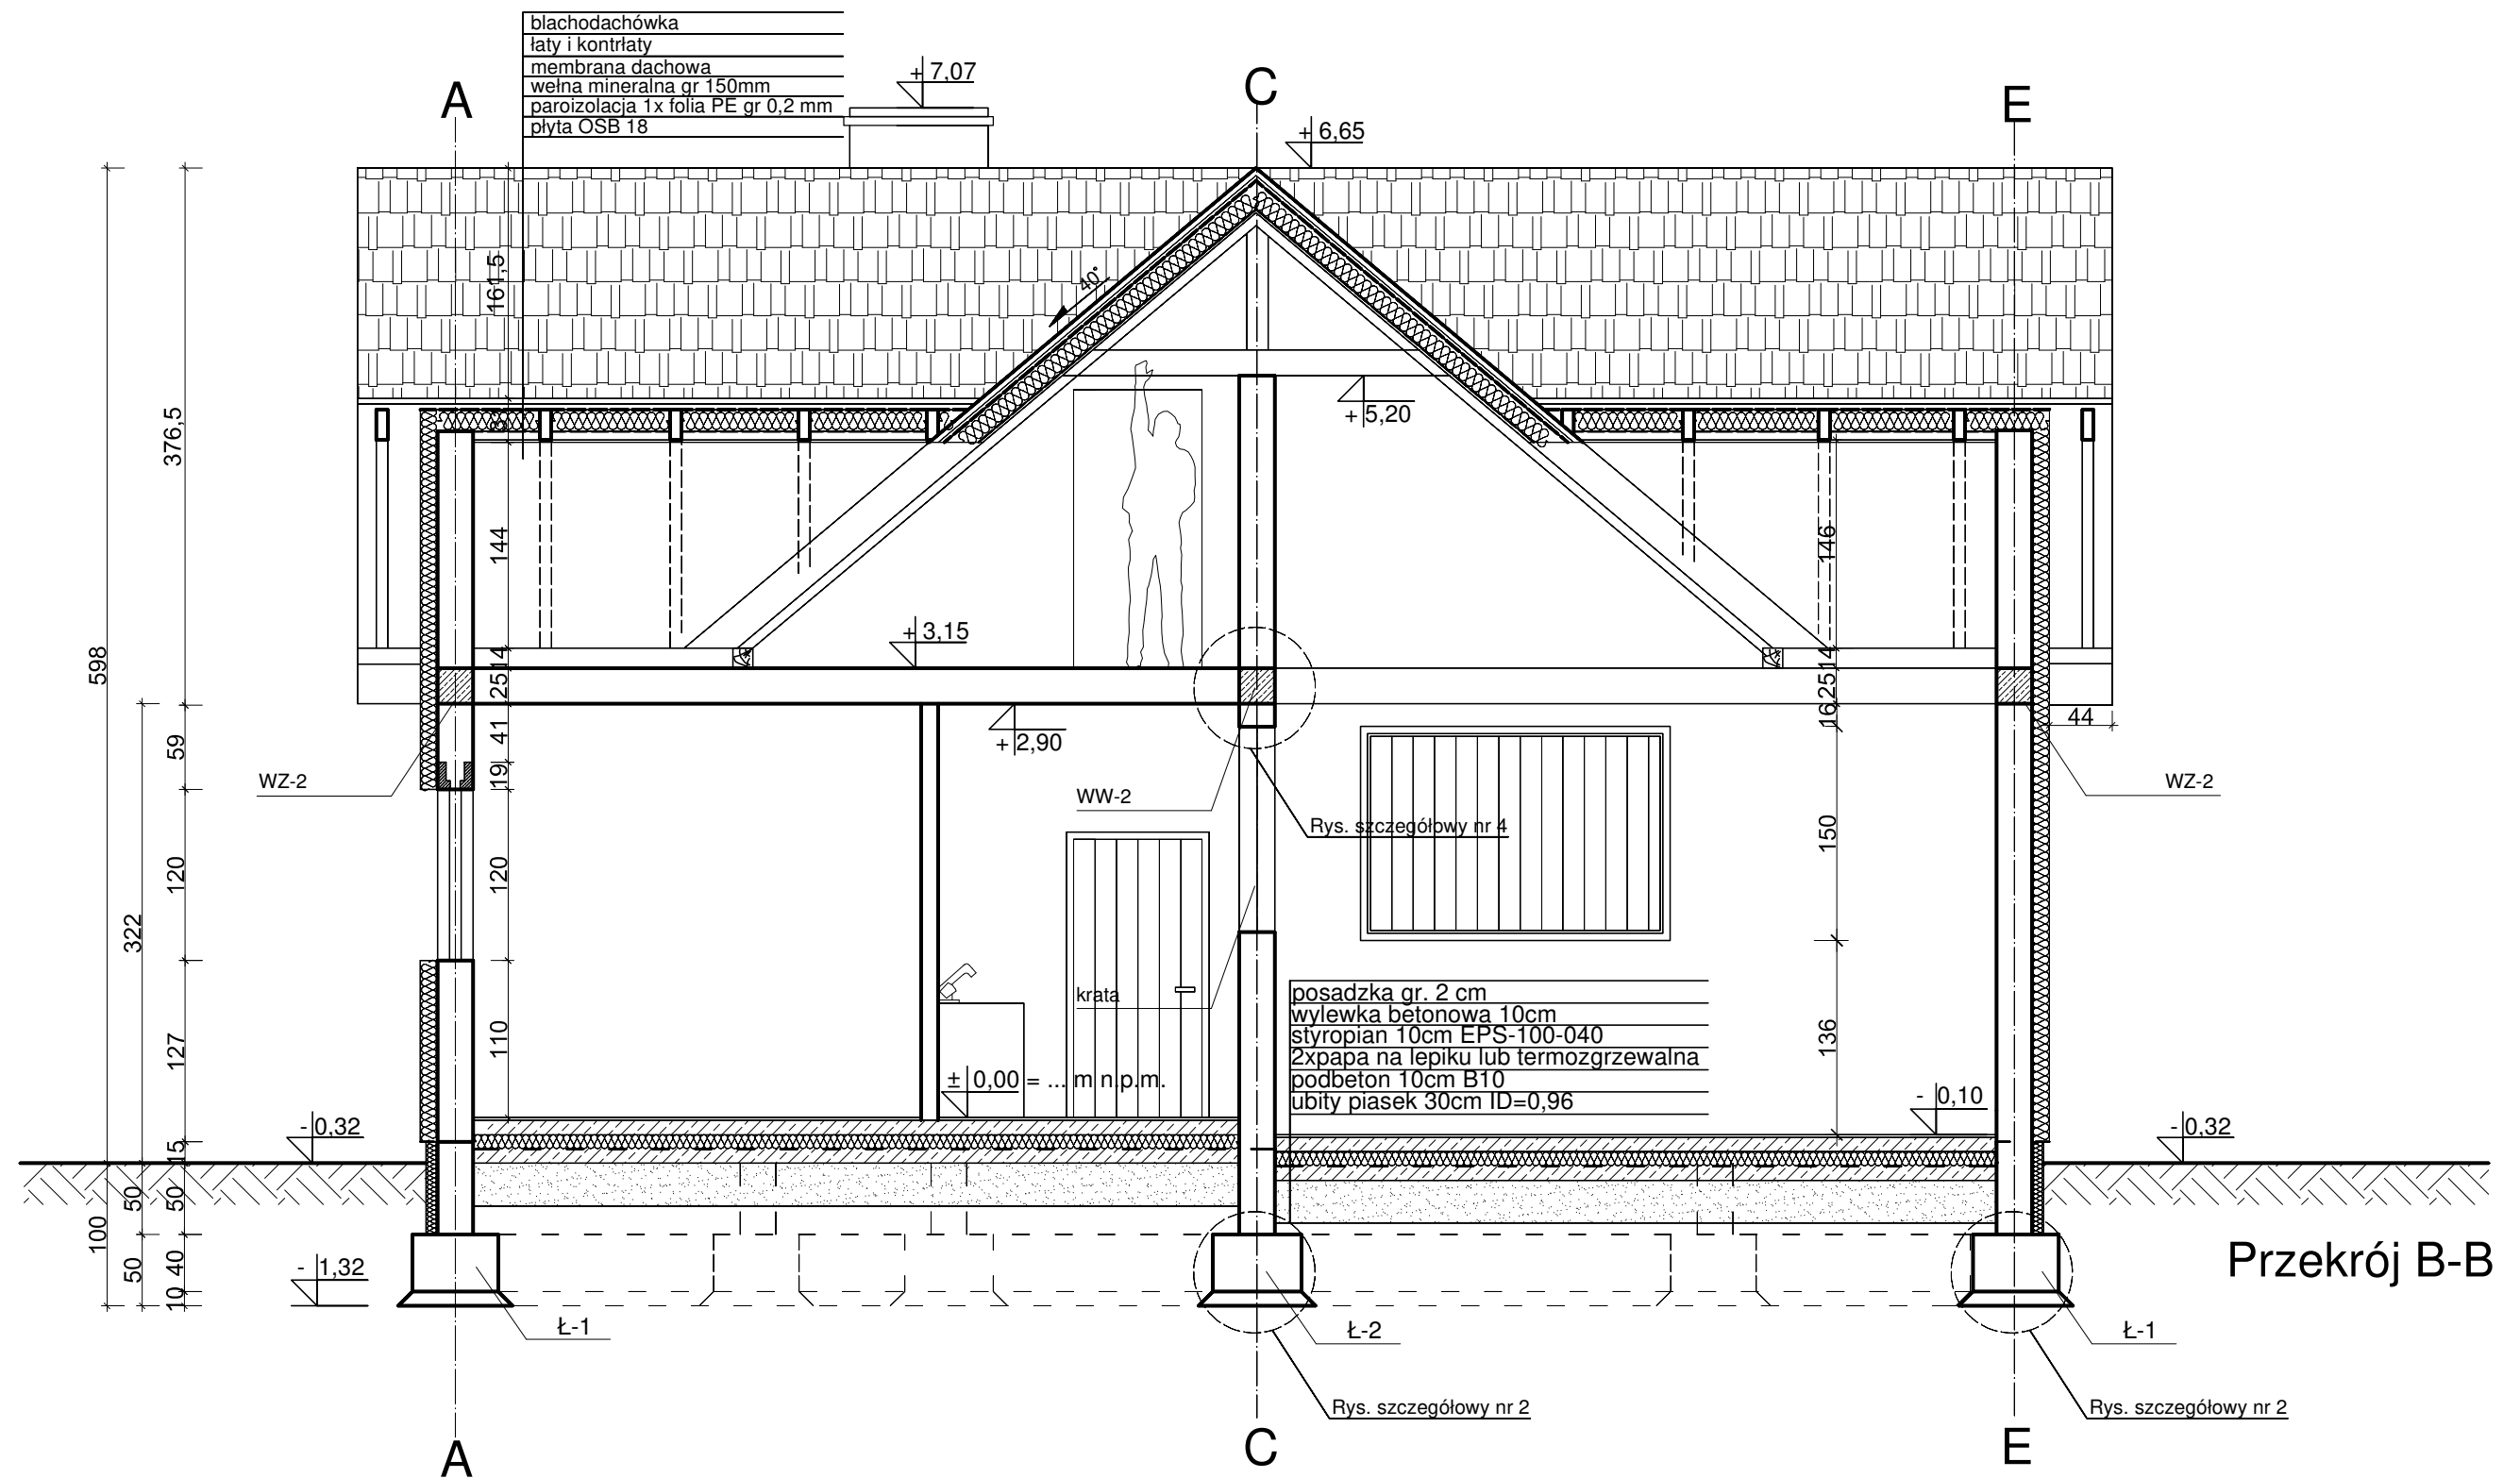 blachodachówka
łaty i kontrłaty
membrana dachowa
wełna mineralna gr 150mm
paroizolacja 1x folia PE gr 0,2 mm
płyta OSB 18
A
C
E
+ 7,07
+ 6,65
161,5
40°
376,5
33
+ 5,20
144
146
598
+ 3,15
14
25
41
19
14
25
16
44
59
+ 2,90
WZ-2
WW-2
WZ-2
Rys. szczegółowy nr 4
120
120
150
322
127
110
136
krata
posadzka gr. 2 cm
wylewka betonowa 10cm
styropian 10cm EPS-100-040
2xpapa na lepiku lub termozgrzewalna
podbeton 10cm B10
ubity piasek 30cm ID=0,96
± 0,00 = ... m n.p.m.
- 0,10
- 0,32
- 0,32
15
50
50
100
50
40
10
- 1,32
Przekrój B-B
Ł-1
Ł-2
Ł-1
Rys. szczegółowy nr 2
Rys. szczegółowy nr 2
A
C
E